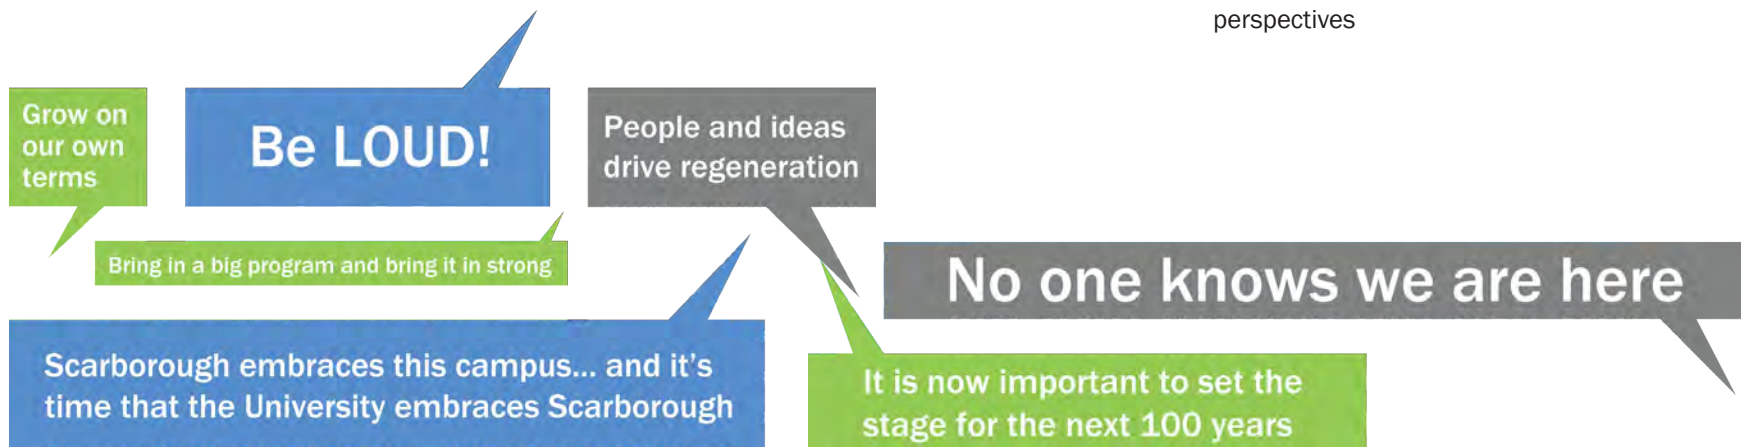 perspectives
Grow on
our own
terms
Be LOUD!
People and ideas
drive regeneration
Bring in a big program and bring it in strong
No one knows we are here
Scarborough embraces this campus... and it's
time that the University embraces Scarborough
It is now important to set the
stage for the next 100 years